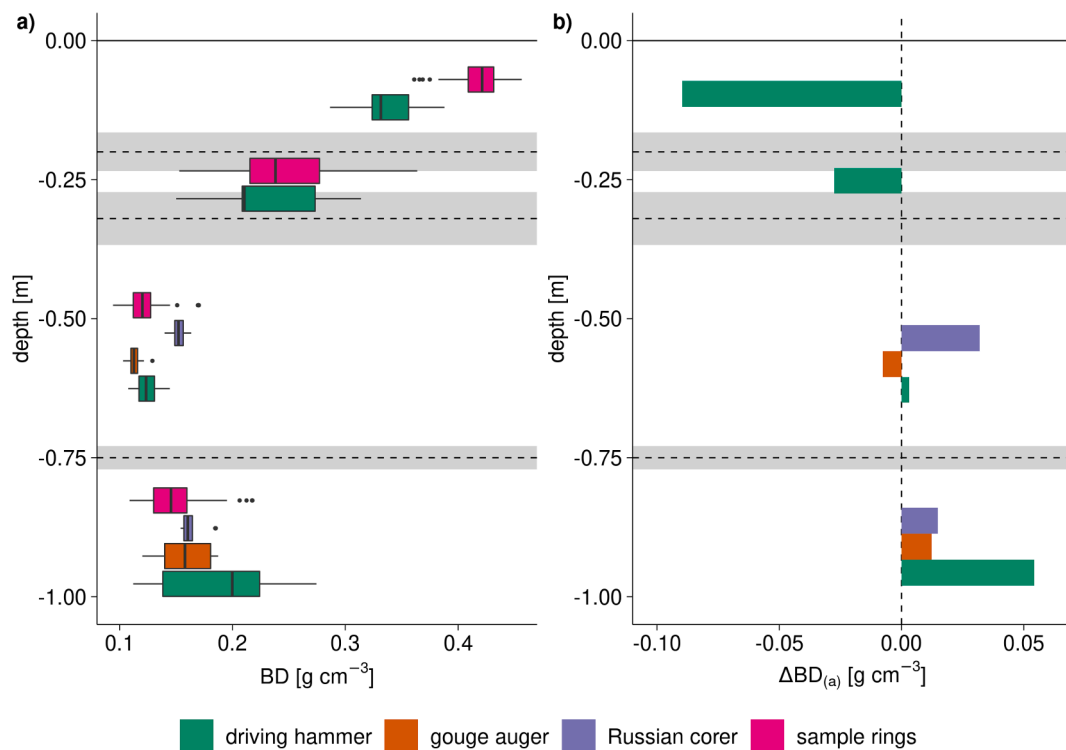 a)
b)
0.00
-0.25
-0.50
-0.75
-1.00
depth [m]
0.1 0.2 0.3 0.4
BD [g cm⁻³]
0.00
-0.25
-0.50
-0.75
-1.00
depth [m]
-0.10 -0.05 0.00 0.05
ΔBD₍ₐ₎ [g cm⁻³]
driving hammer gouge auger Russian corer sample rings